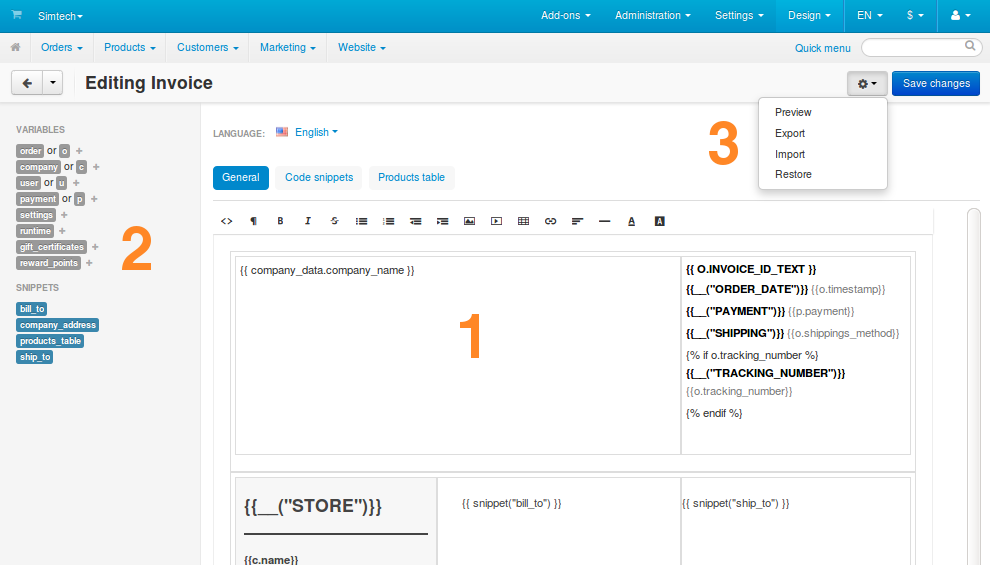 Simtech Add-ons Administration Settings Design EN $
Orders Products Customers Marketing Website Quick menu
Editing Invoice Save changes
Preview
Export
Import
Restore
3
VARIABLES
order or o +
company or c +
user or u +
payment or p +
settings +
runtime +
gift_certificates +
reward_points +
2
SNIPPETS
bill_to
company_address
products_table
ship_to
LANGUAGE: English
General Code snippets Products table
<> ¶ B I S A A
{{ company_data.company_name }}
1
{{ O.INVOICE_ID_TEXT }}
{{__("ORDER_DATE")}} {{o.timestamp}}
{{__("PAYMENT")}} {{p.payment}}
{{__("SHIPPING")}} {{o.shippings_method}}
{% if o.tracking_number %}
{{__("TRACKING_NUMBER")}}
{{o.tracking_number}}
{% endif %}
{{__("STORE")}} {{ snippet("bill_to") }} {{ snippet("ship_to") }}
{{c.name}}